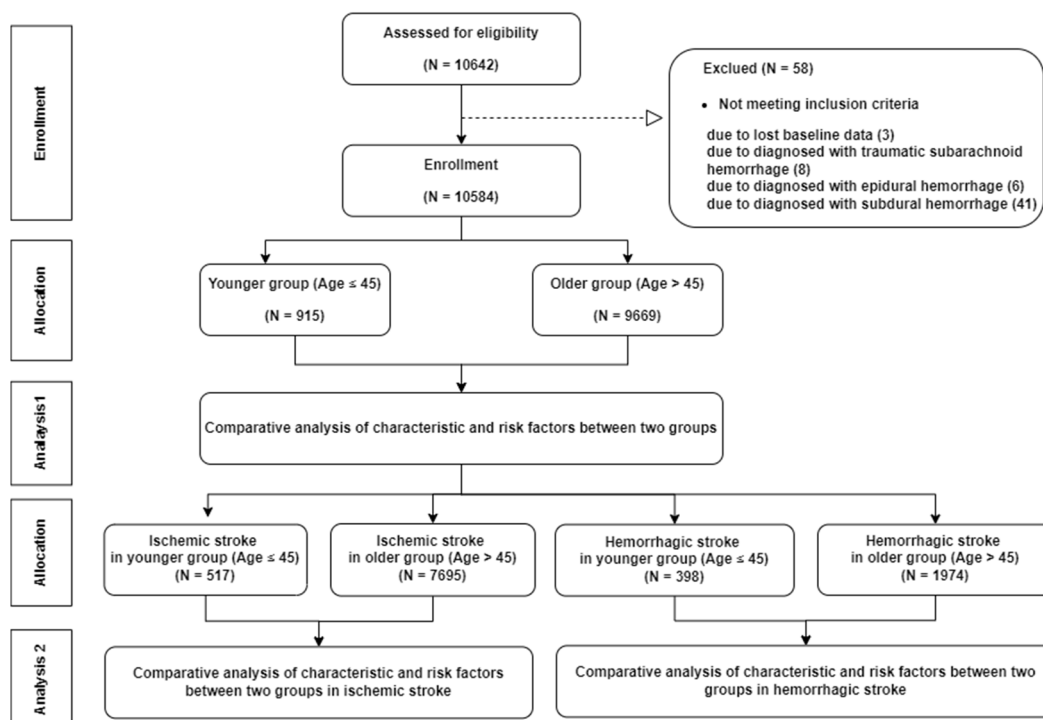 Enrollment
Assessed for eligibility
(N = 10642)
Exclued (N = 58)
• Not meeting inclusion criteria
due to lost baseline data (3)
due to diagnosed with traumatic subarachnoid
hemorrhage (8)
due to diagnosed with epidural hemorrhage (6)
due to diagnosed with subdural hemorrhage (41)
Enrollment
(N = 10584)
Allocation
Younger group (Age ≤ 45)
(N = 915)
Older group (Age > 45)
(N = 9669)
Analaysis1
Comparative analysis of characteristic and risk factors between two groups
Allocation
Ischemic stroke
in younger group (Age ≤ 45)
(N = 517)
Ischemic stroke
in older group (Age > 45)
(N = 7695)
Hemorrhagic stroke
in younger group (Age ≤ 45)
(N = 398)
Hemorrhagic stroke
in older group (Age > 45)
(N = 1974)
Analysis 2
Comparative analysis of characteristic and risk factors
between two groups in ischemic stroke
Comparative analysis of characteristic and risk factors between two
groups in hemorrhagic stroke